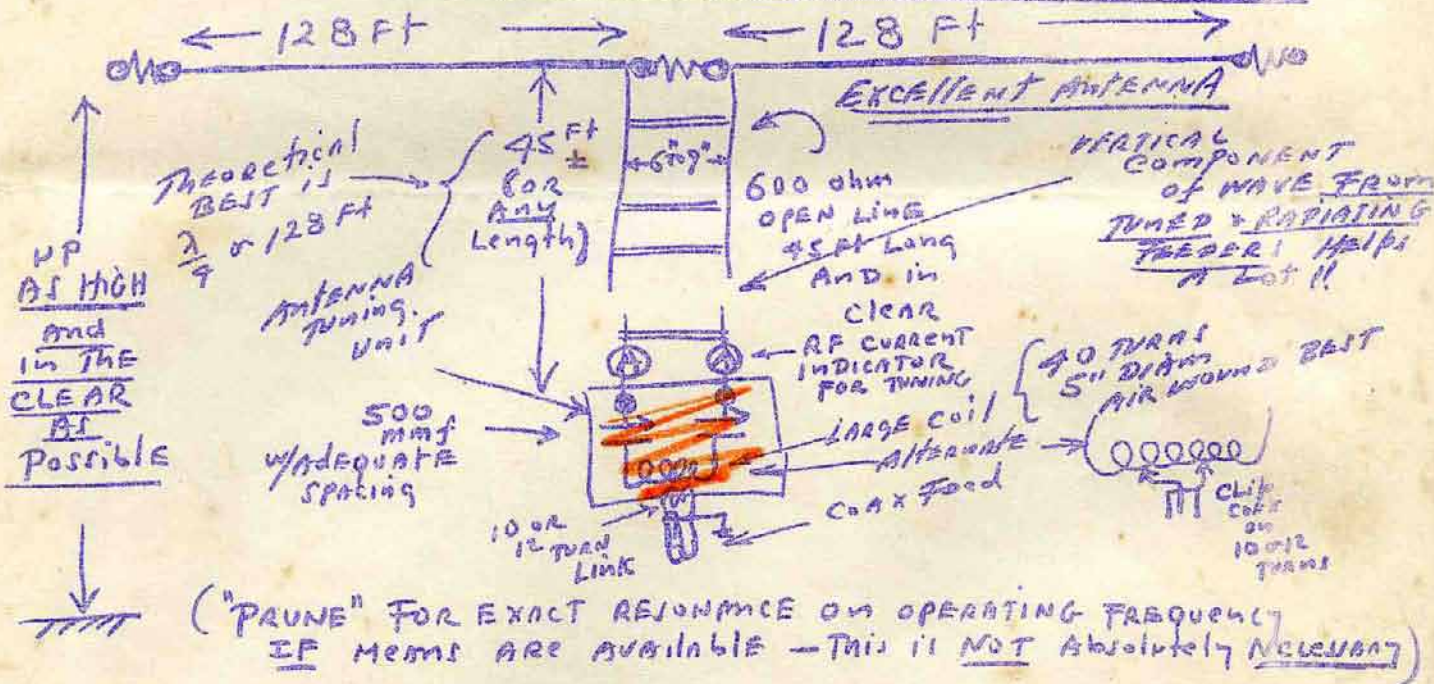 128 Ft
128 Ft
EXCELLENT ANTENNA
THEORETICAL
BEST IS
λ/4 or 128 Ft
45 Ft
±
(OR
ANY
Length)
6" TO 8"
600 ohm
OPEN LINE
45 Ft Long
AND in
CLEAR
VERTICAL
COMPONENT
of WAVE FROM
TUNED & RADIATING
FEEDERS HELPS
A LOT !!
UP
AS HIGH
And
in THE
CLEAR
AS
Possible
ANTENNA
TUNING
UNIT
RF CURRENT
INDICATOR
FOR TUNING
40 TURNS
5" DIAM
AIR WOUND BEST
500
mmf
W/ADEQUATE
SPACING
LARGE COIL
ALTERNATE
COAX Feed
10 OR
12 TURN
LINK
CLIP
COAX
ON
10 or 12
TURNS
("PRUNE" FOR EXACT RESONANCE ON OPERATING FREQUENCY
IF MEANS ARE AVAILABLE — This is NOT Absolutely NECESSARY)